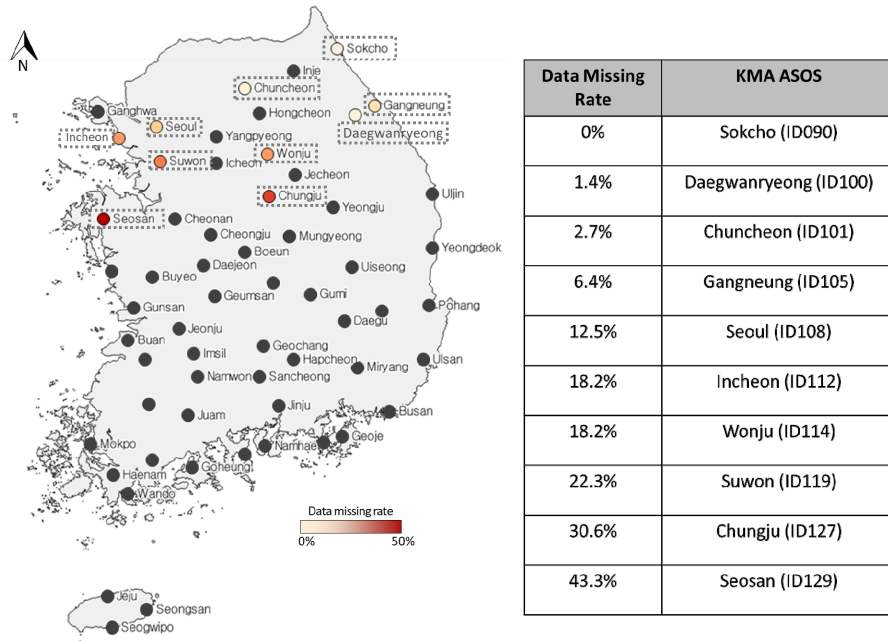 N
Sokcho
Inje
Chuncheon
Gangneung
Ganghwa
Hongcheon
Seoul
Daegwanryeong
Incheon
Yangpyeong
Suwon
Icheon
Wonju
Jecheon
Chungju
Uljin
Yeongju
Seosan
Cheonan
Cheongju
Mungyeong
Yeongdeok
Boeun
Daejeon
Uiseong
Buyeo
Geumsan
Gumi
Gunsan
Pohang
Daegu
Jeonju
Buan
Imsil
Geochang
Hapcheon
Ulsan
Miryang
Namwon
Sancheong
Jinju
Busan
Juam
Geoje
Mokpo
Namhae
Goheung
Haenam
Wando
Data missing rate
0%
50%
Jeju
Seongsan
Seogwipo
Data Missing
Rate
KMA ASOS
0%
Sokcho (ID090)
1.4%
Daegwanryeong (ID100)
2.7%
Chuncheon (ID101)
6.4%
Gangneung (ID105)
12.5%
Seoul (ID108)
18.2%
Incheon (ID112)
18.2%
Wonju (ID114)
22.3%
Suwon (ID119)
30.6%
Chungju (ID127)
43.3%
Seosan (ID129)